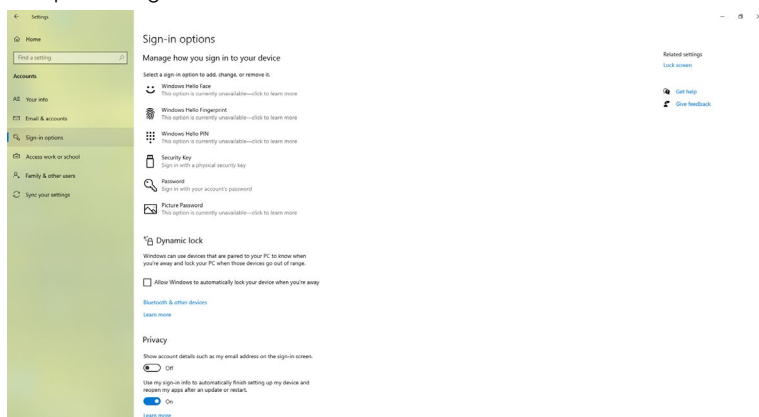 Settings
Home
Find a setting
Accounts
Your info
Email & accounts
Sign-in options
Access work or school
Family & other users
Sync your settings
Sign-in options
Manage how you sign in to your device
Select a sign-in option to add, change, or remove it.
Windows Hello Face
This option is currently unavailable—click to learn more
Windows Hello Fingerprint
This option is currently unavailable—click to learn more
Windows Hello PIN
This option is currently unavailable—click to learn more
Security Key
Sign in with a physical security key
Password
Sign in with your account's password
Picture Password
This option is currently unavailable—click to learn more
Dynamic lock
Windows can use devices that are paired to your PC to know when
you're away and lock your PC when those devices go out of range.
Allow Windows to automatically lock your device when you're away
Bluetooth & other devices
Learn more
Privacy
Show account details such as my email address on the sign-in screen.
Off
Use my sign-in info to automatically finish setting up my device and
reopen my apps after an update or restart.
On
Learn more
Related settings
Lock screen
Get help
Give feedback